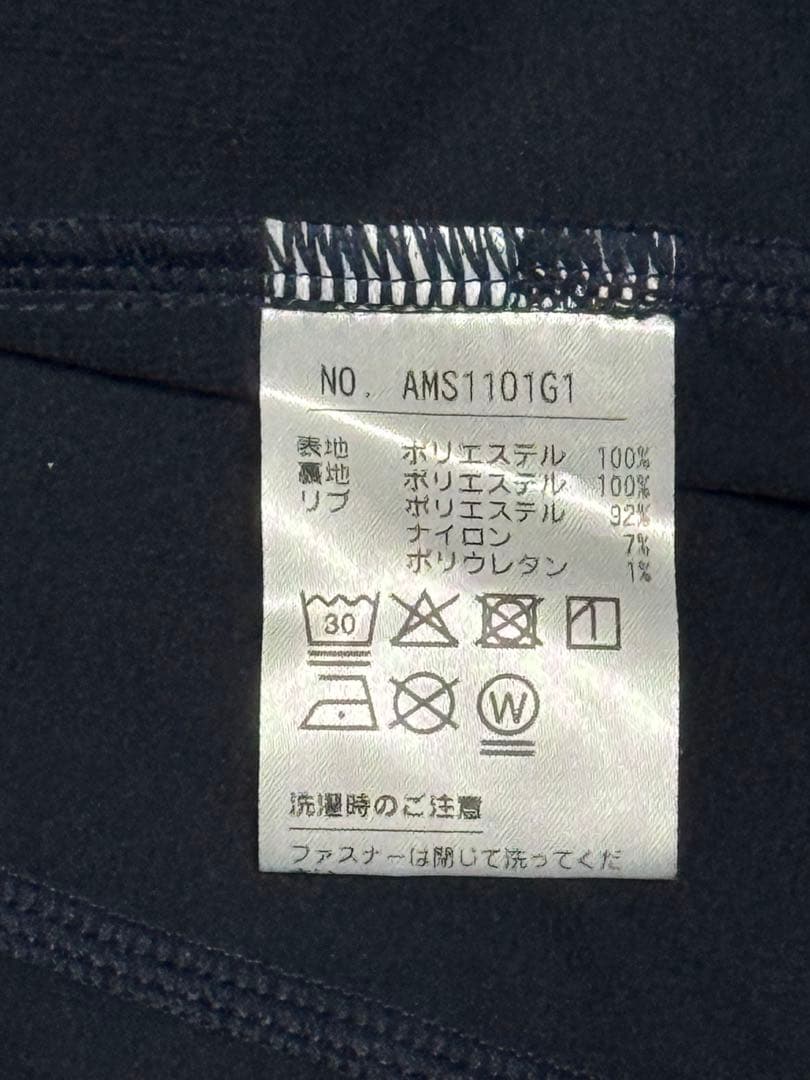 NO. AMS1101G1
表地 ポリエステル 100%
裏地 ポリエステル 100%
リブ ポリエステル 92%
ナイロン 7%
ポリウレタン 1%
30
W
洗濯時のご注意
ファスナーは閉じて洗ってくだ